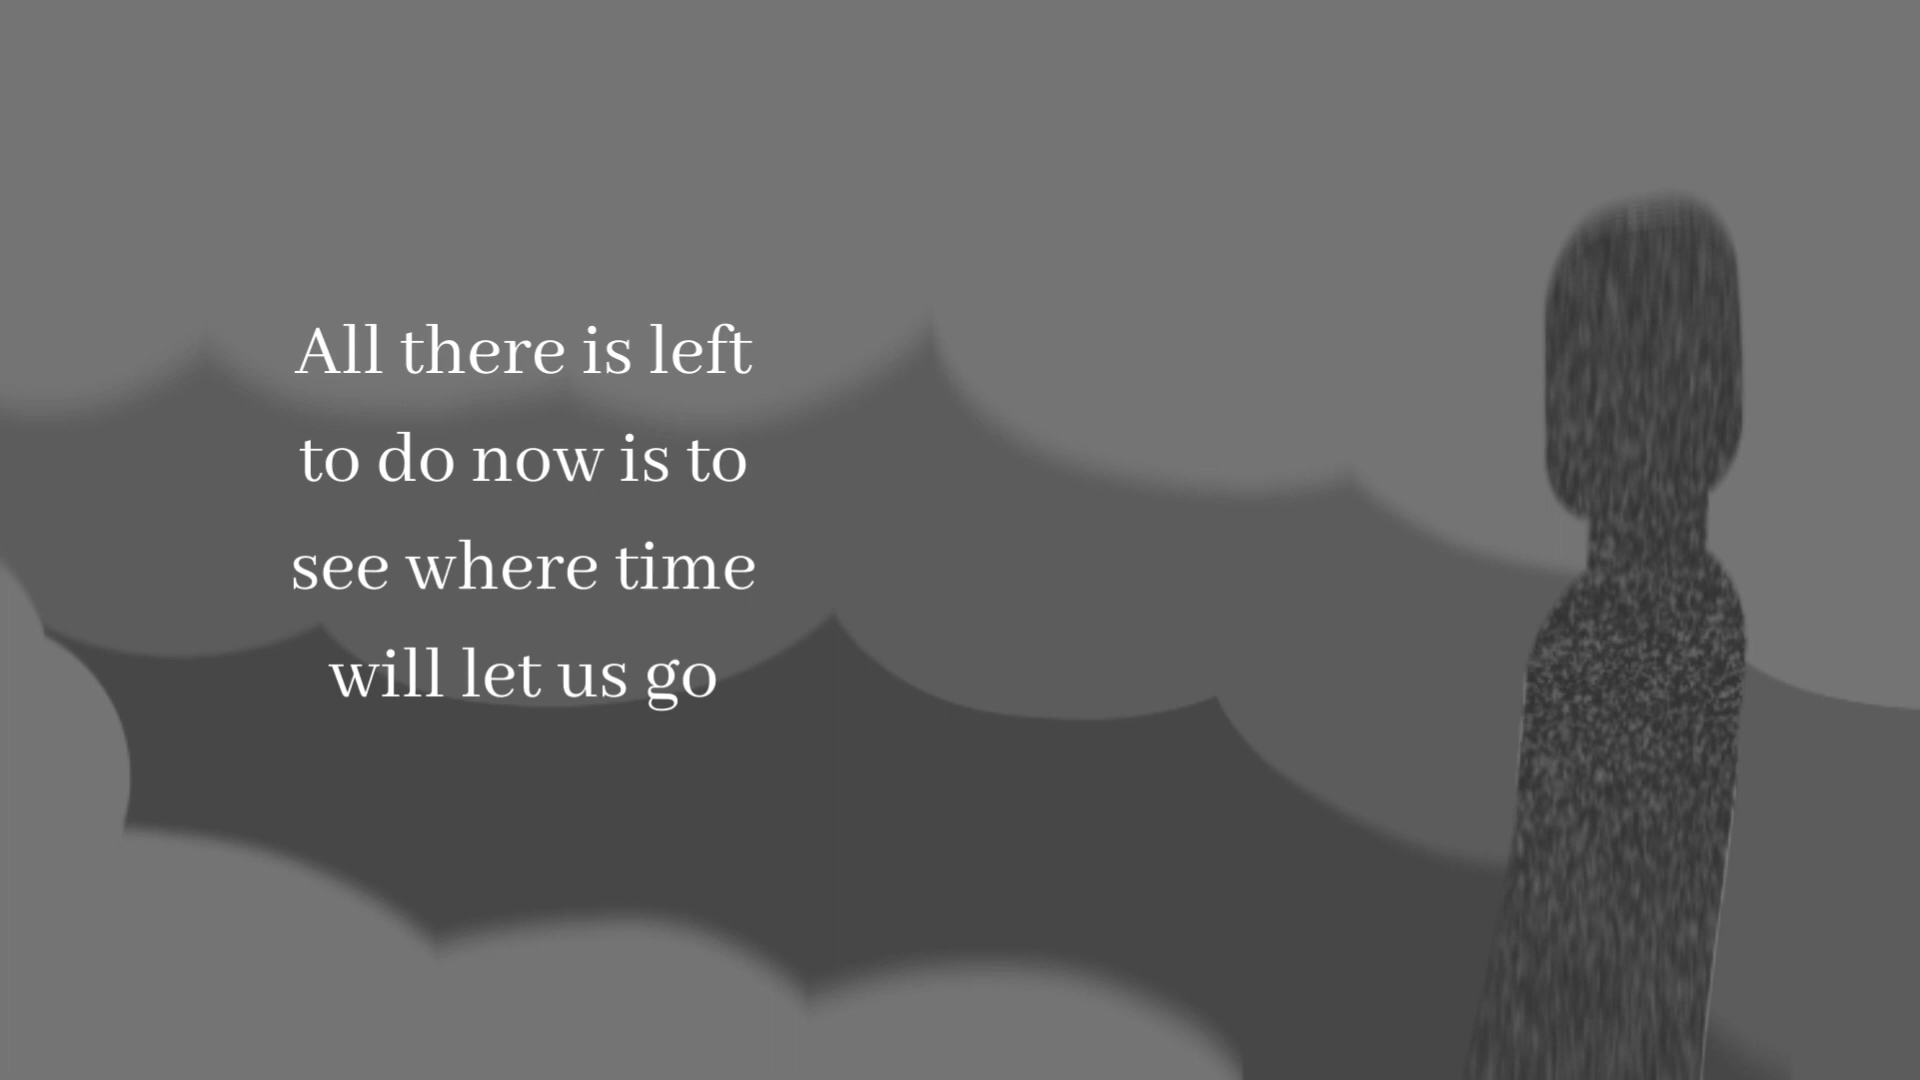 All there is left
to do now is to
see where time
will let us go